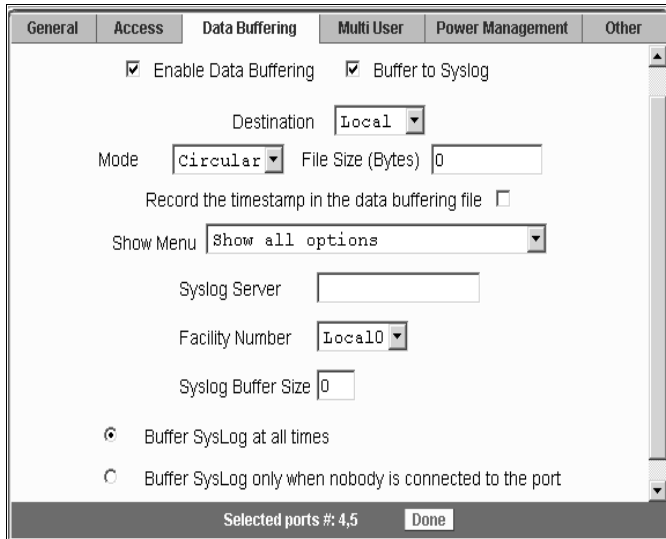 General Access Data Buffering Multi User Power Management Other
Enable Data Buffering Buffer to Syslog
Destination Local
Mode Circular File Size (Bytes) 0
Record the timestamp in the data buffering file
Show Menu Show all options
Syslog Server
Facility Number Local0
Syslog Buffer Size 0
Buffer SysLog at all times
Buffer SysLog only when nobody is connected to the port
Selected ports #: 4,5 Done